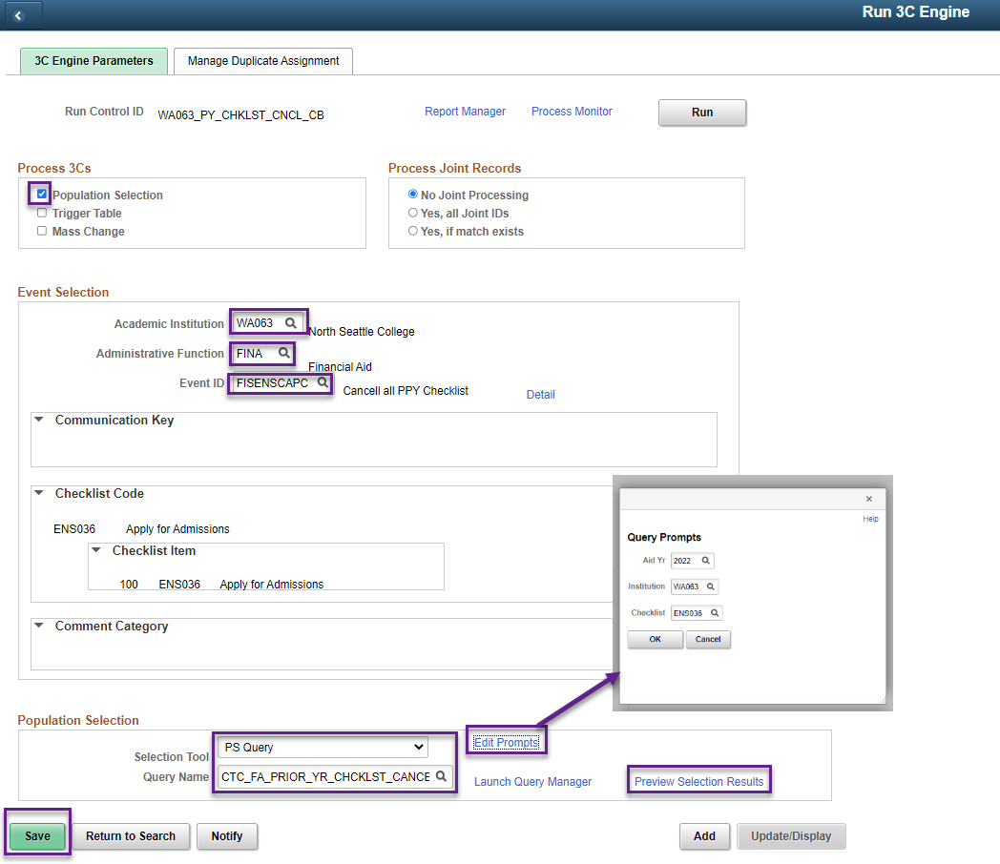 Run 3C Engine
3C Engine Parameters
Manage Duplicate Assignment
Run Control ID WA063_PY_CHKLST_CNCL_CB
Report Manager
Process Monitor
Run
Process 3Cs
Population Selection
Trigger Table
Mass Change
Process Joint Records
No Joint Processing
Yes, all Joint IDs
Yes, if match exists
Event Selection
Academic Institution WA063 North Seattle College
Administrative Function FINA Financial Aid
Event ID FISENSCAPC Cancell all PPY Checklist Detail
Communication Key
Checklist Code
ENS036 Apply for Admissions
Checklist Item
100 ENS036 Apply for Admissions
Comment Category
×
Help
Query Prompts
Aid Yr 2022
Institution WA063
Checklist ENS036
OK Cancel
Population Selection
Selection Tool PS Query Edit Prompts
Query Name CTC_FA_PRIOR_YR_CHCKLST_CANCE Launch Query Manager Preview Selection Results
Save Return to Search Notify Add Update/Display